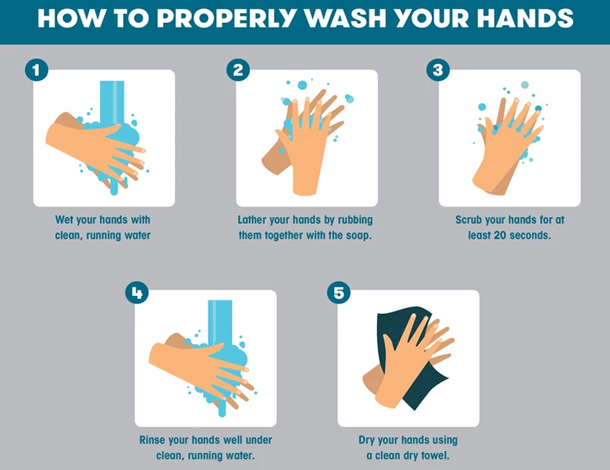 HOW TO PROPERLY WASH YOUR HANDS
1
Wet your hands with
clean, running water
2
Lather your hands by rubbing
them together with the soap.
3
Scrub your hands for at
least 20 seconds.
4
Rinse your hands well under
clean, running water.
5
Dry your hands using
a clean dry towel.